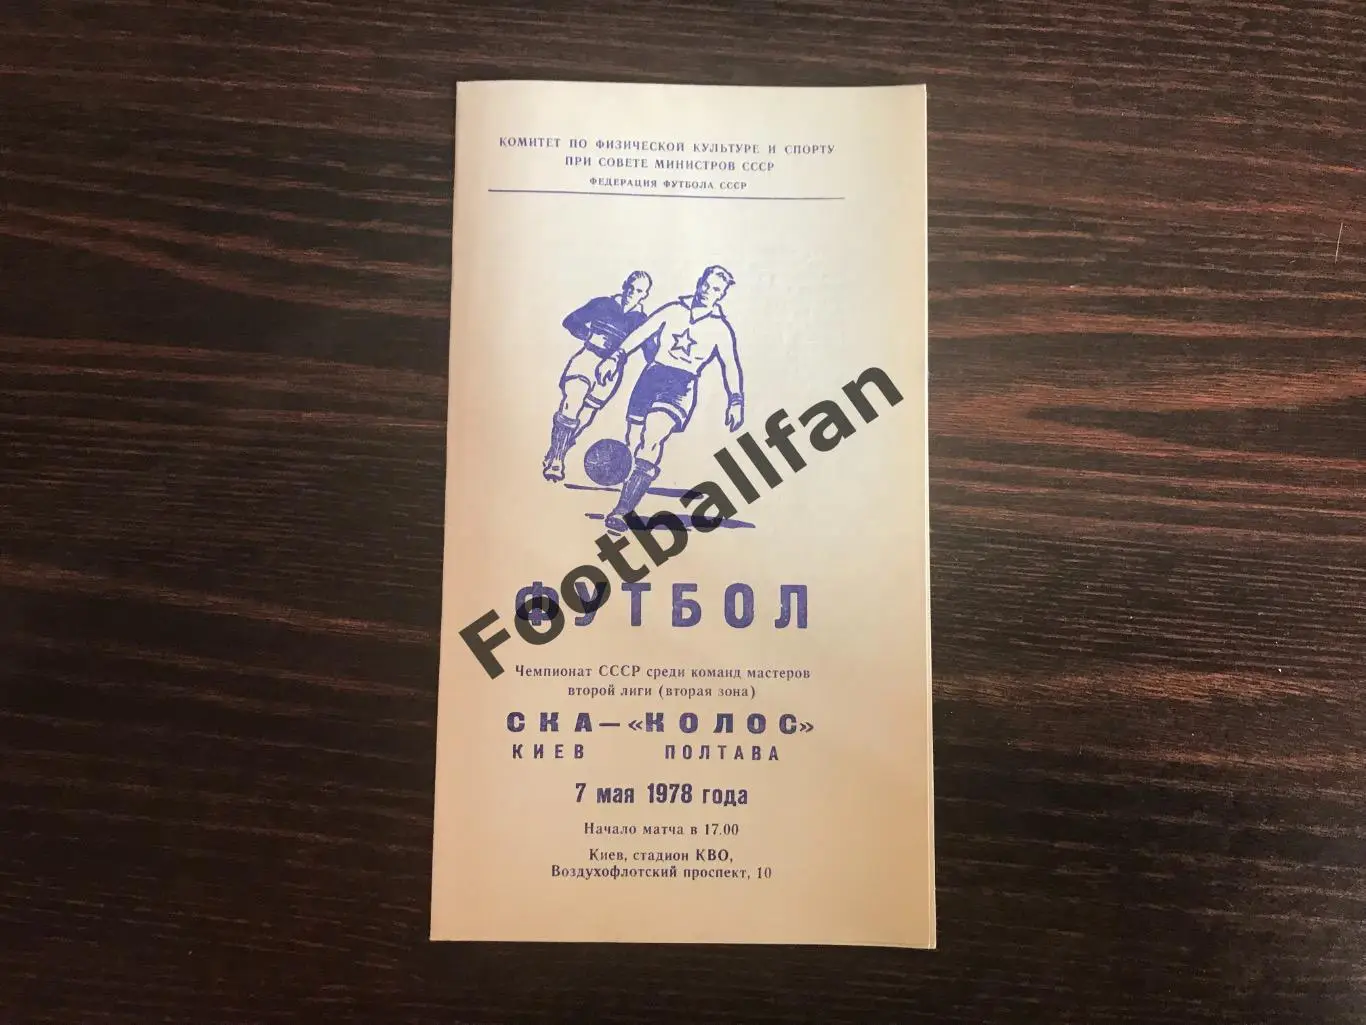 КОМИТЕТ ПО ФИЗИЧЕСКОЙ КУЛЬТУРЕ И СПОРТУ
ПРИ СОВЕТЕ МИНИСТРОВ СССР
ФЕДЕРАЦИЯ ФУТБОЛА СССР
Footballfan
ФУТБОЛ
Чемпионат СССР среди команд мастеров
второй лиги (вторая зона)
СКА—«КОЛОС»
КИЕВ ПОЛТАВА
7 мая 1978 года
Начало матча в 17.00
Киев, стадион КВО,
Воздухофлотский проспект, 10